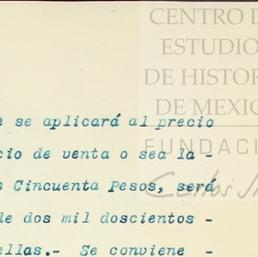 CENTRO D
ESTUDIO
DE HISTOR
DE MEXIC
FUNDACI
e se aplicará al precio
cio de venta o sea la -
s Cincuenta Pesos, será
de dos mil doscientos -
ellas.- Se conviene -